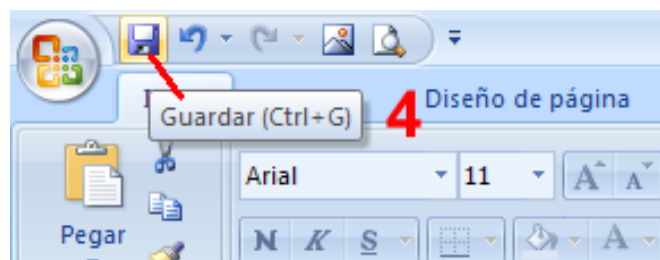 Guardar (Ctrl+G)
4
Diseño de página
Arial
11
A A
Pegar
N K S
A